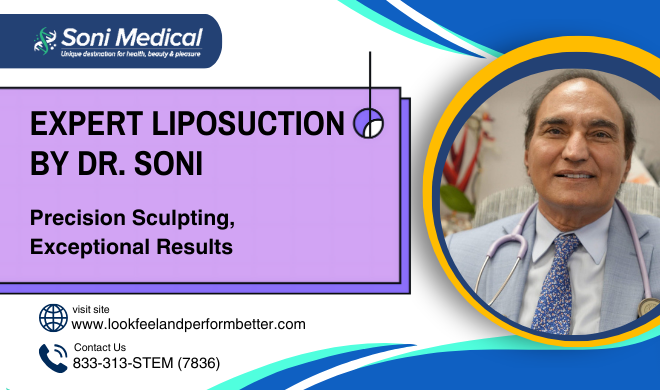 Soni Medical
Unique destination for health, beauty & pleasure
EXPERT LIPOSUCTION
BY DR. SONI
Precision Sculpting,
Exceptional Results
visit site
www.lookfeelandperformbetter.com
Contact Us
833-313-STEM (7836)